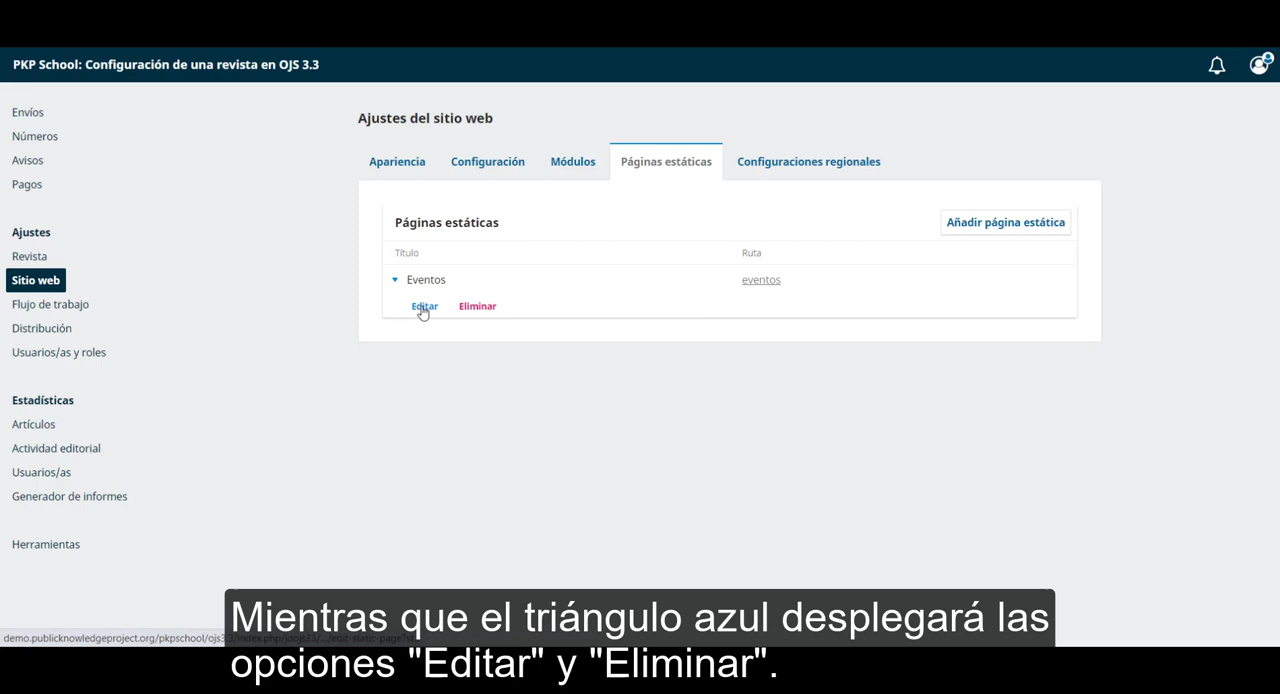 PKP School: Configuración de una revista en OJS 3.3
Envíos
Números
Avisos
Pagos
Ajustes
Revista
Sitio web
Flujo de trabajo
Distribución
Usuarios/as y roles
Estadísticas
Artículos
Actividad editorial
Usuarios/as
Generador de informes
Herramientas
Ajustes del sitio web
Apariencia Configuración Módulos Páginas estáticas Configuraciones regionales
Páginas estáticas Añadir página estática
Título Ruta
Eventos eventos
Editar Eliminar
Mientras que el triángulo azul desplegará las
opciones "Editar" y "Eliminar".